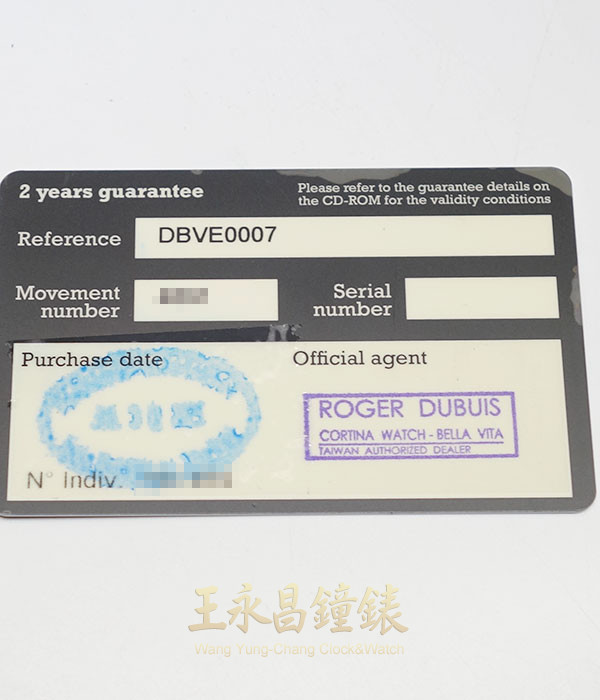 2 years guarantee
Please refer to the guarantee details on
the CD-ROM for the validity conditions
Reference
DBVE0007
Movement
number
Serial
number
Purchase date
Official agent
ROGER DUBUIS
CORTINA WATCH - BELLA VITA
TAIWAN AUTHORIZED DEALER
N° Indiv.
王永昌鐘錶
Wang Yung-Chang Clock&Watch